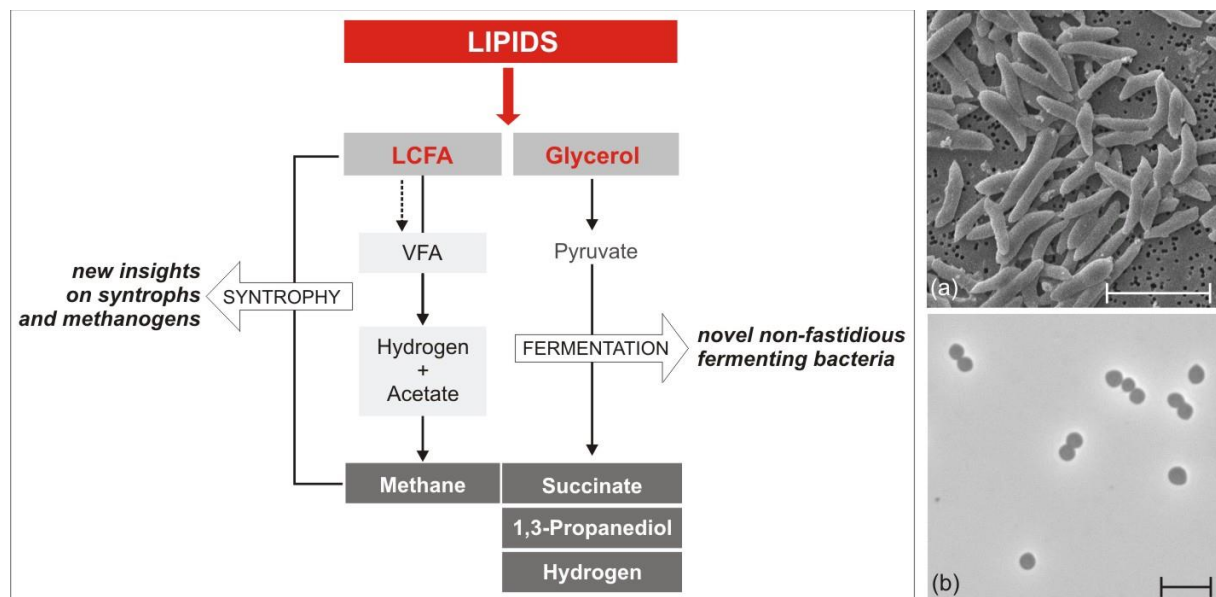 LIPIDS
LCFA
Glycerol
VFA
Pyruvate
new insights
on syntrophs
and methanogens
SYNTROPHY
Hydrogen
+
Acetate
FERMENTATION
novel non-fastidious
fermenting bacteria
Methane
Succinate
1,3-Propanediol
Hydrogen
(a)
(b)